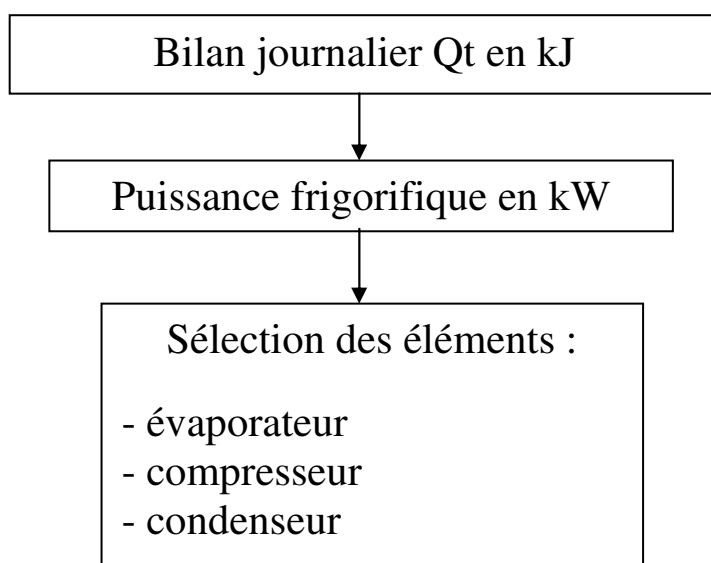 Bilan journalier Qt en kJ
Puissance frigorifique en kW
Sélection des éléments :
- évaporateur
- compresseur
- condenseur